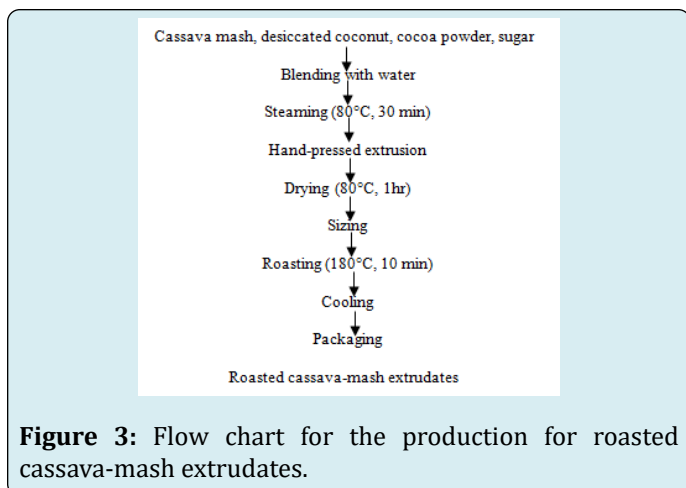 Cassava mash, desiccated coconut, cocoa powder, sugar
Blending with water
Steaming (80°C, 30 min)
Hand-pressed extrusion
Drying (80°C, 1hr)
Sizing
Roasting (180°C, 10 min)
Cooling
Packaging
Roasted cassava-mash extrudates
Figure 3: Flow chart for the production for roasted
cassava-mash extrudates.